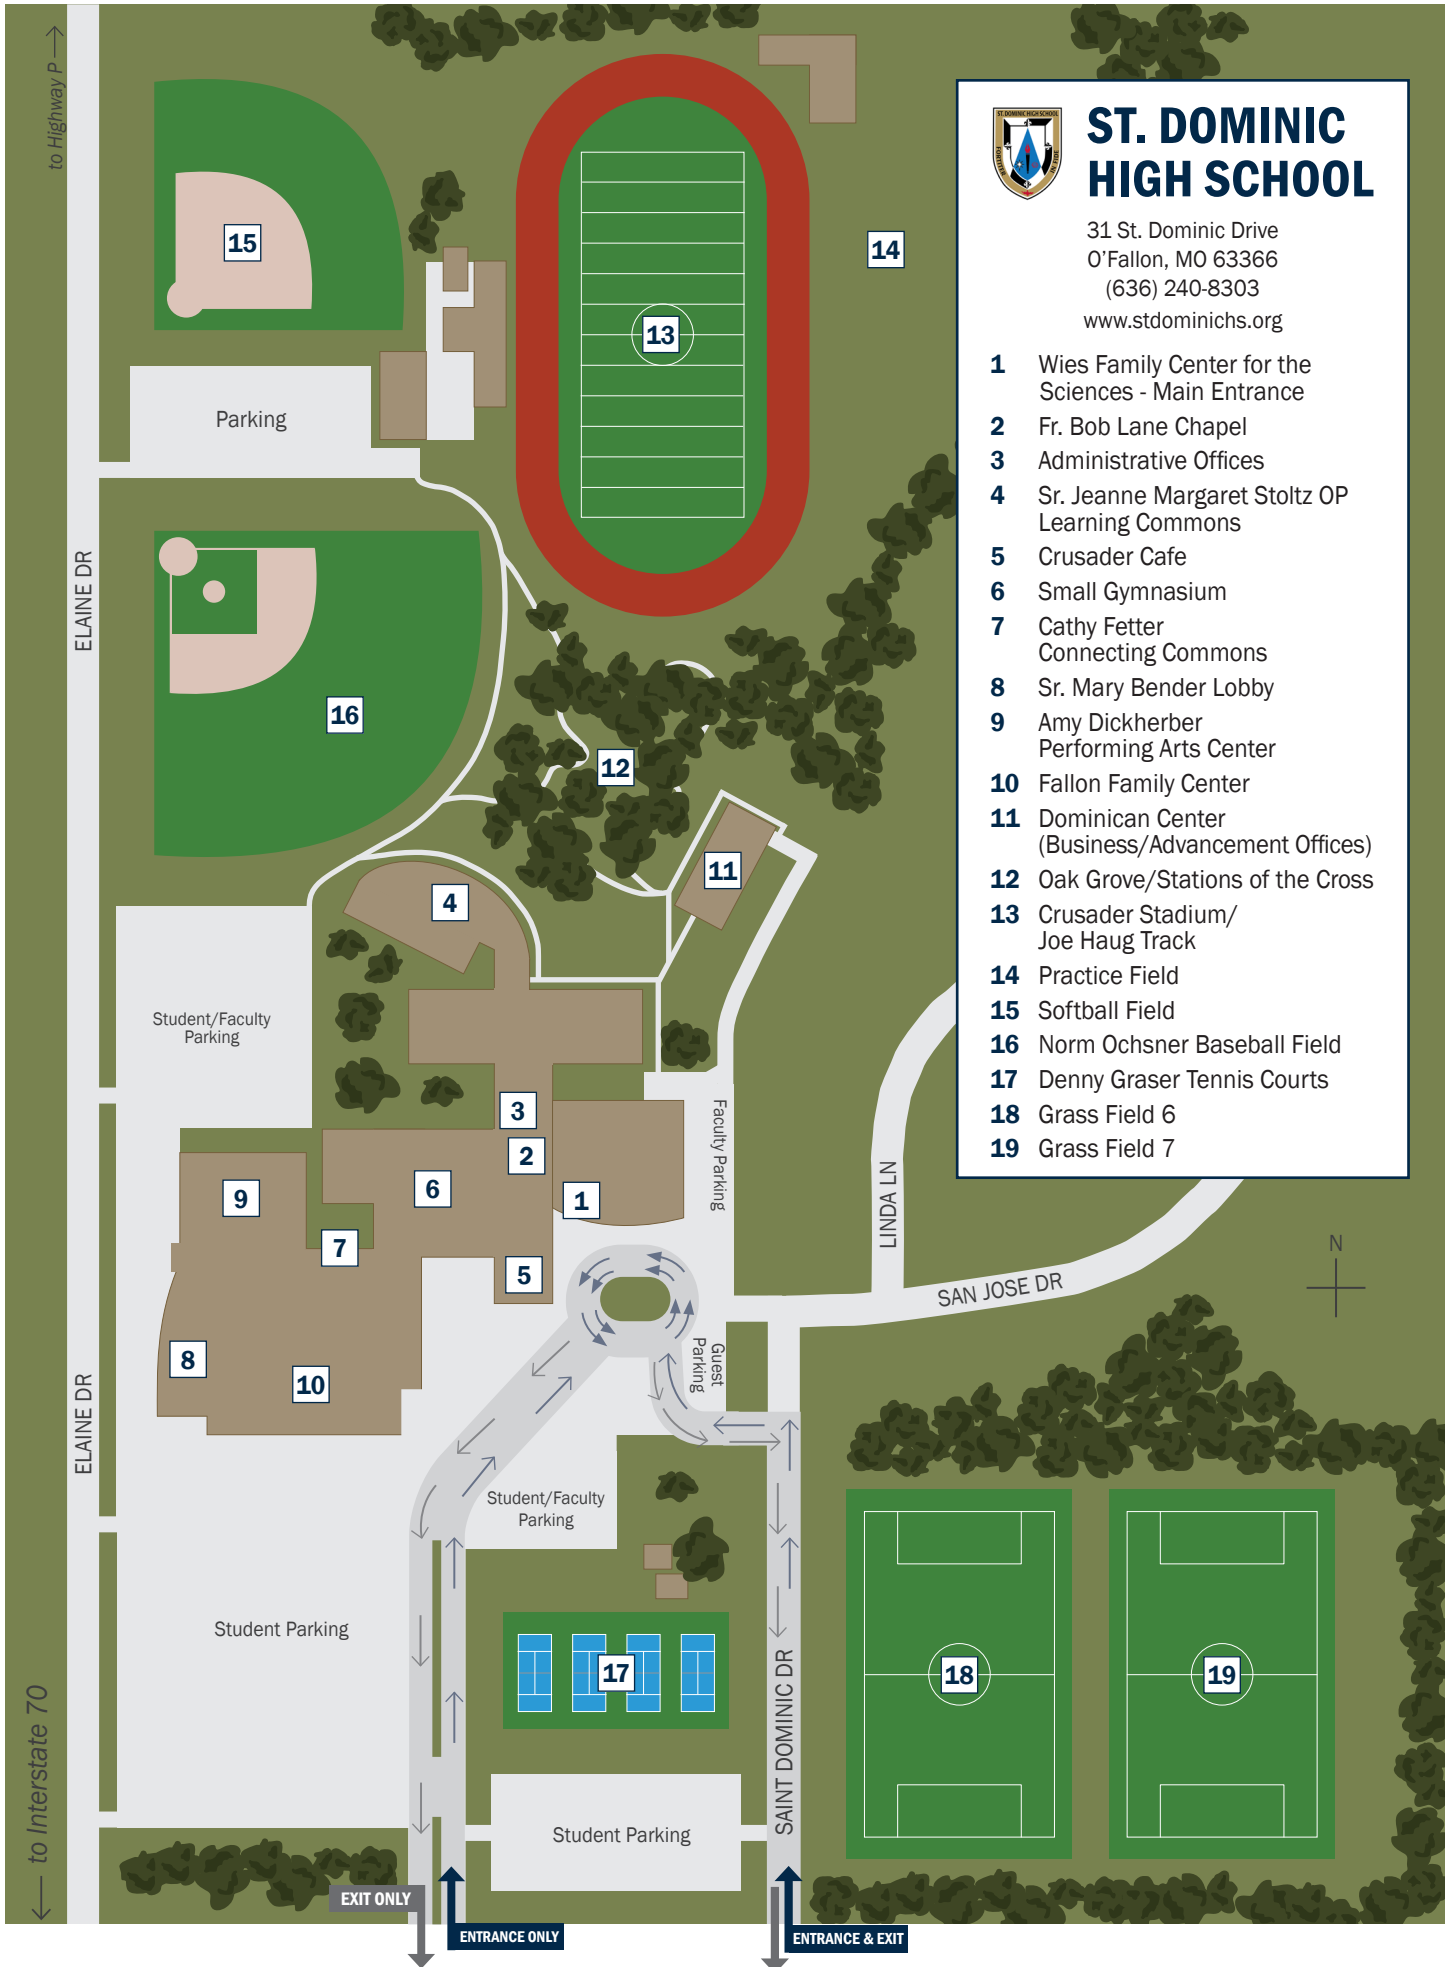 to Highway P
ST. DOMINIC HIGH SCHOOL
FORTITER
IN FIDE
ST. DOMINIC
HIGH SCHOOL
31 St. Dominic Drive
O'Fallon, MO 63366
(636) 240-8303
www.stdominichs.org
1 Wies Family Center for the
Sciences - Main Entrance
2 Fr. Bob Lane Chapel
3 Administrative Offices
4 Sr. Jeanne Margaret Stoltz OP
Learning Commons
5 Crusader Cafe
6 Small Gymnasium
7 Cathy Fetter
Connecting Commons
8 Sr. Mary Bender Lobby
9 Amy Dickherber
Performing Arts Center
10 Fallon Family Center
11 Dominican Center
(Business/Advancement Offices)
12 Oak Grove/Stations of the Cross
13 Crusader Stadium/
Joe Haug Track
14 Practice Field
15 Softball Field
16 Norm Ochsner Baseball Field
17 Denny Graser Tennis Courts
18 Grass Field 6
19 Grass Field 7
15
14
13
Parking
ELAINE DR
16
12
11
4
Student/Faculty
Parking
3
Faculty Parking
2
6
9
1
LINDA LN
7
5
N
SAN JOSE DR
8
10
Guest
Parking
ELAINE DR
Student/Faculty
Parking
Student Parking
17
18
19
SAINT DOMINIC DR
to Interstate 70
Student Parking
EXIT ONLY
ENTRANCE ONLY
ENTRANCE & EXIT